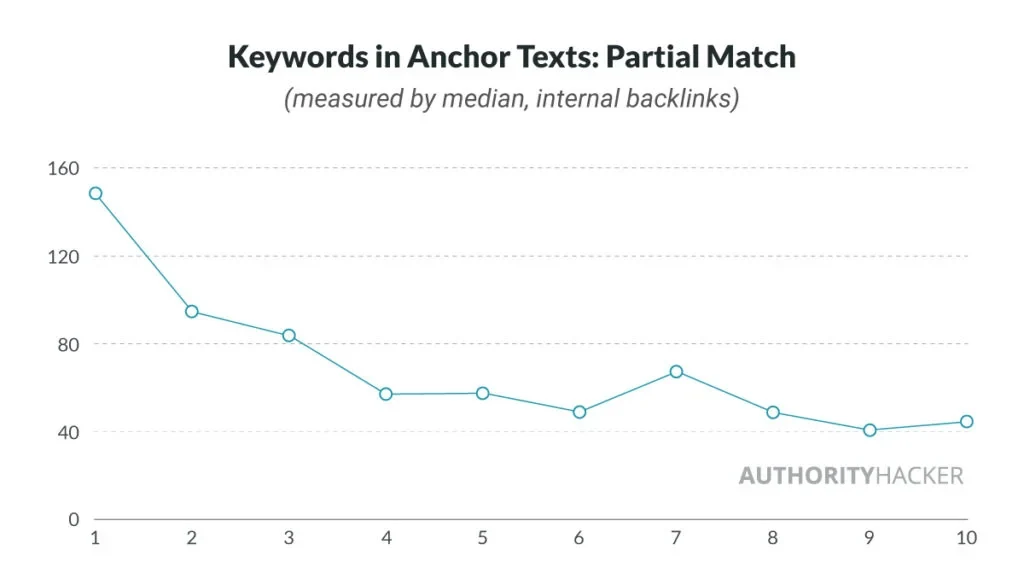 Keywords in Anchor Texts: Partial Match
(measured by median, internal backlinks)
160
120
80
40
0
AUTHORITYHACKER
1 2 3 4 5 6 7 8 9 10